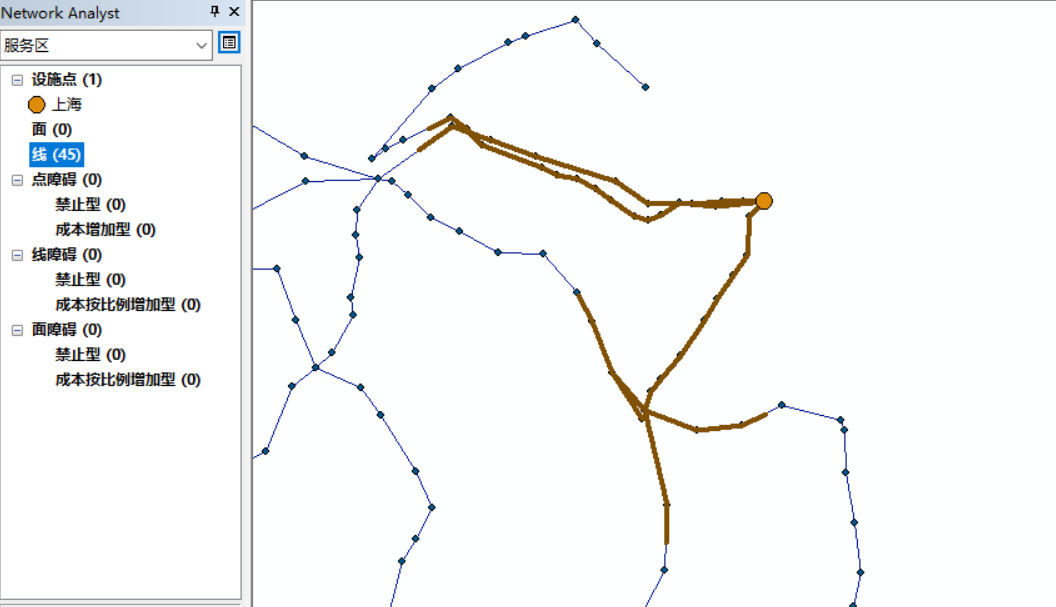 Network Analyst
服务区
设施点 (1)
上海
面 (0)
线 (45)
点障碍 (0)
禁止型 (0)
成本增加型 (0)
线障碍 (0)
禁止型 (0)
成本按比例增加型 (0)
面障碍 (0)
禁止型 (0)
成本按比例增加型 (0)